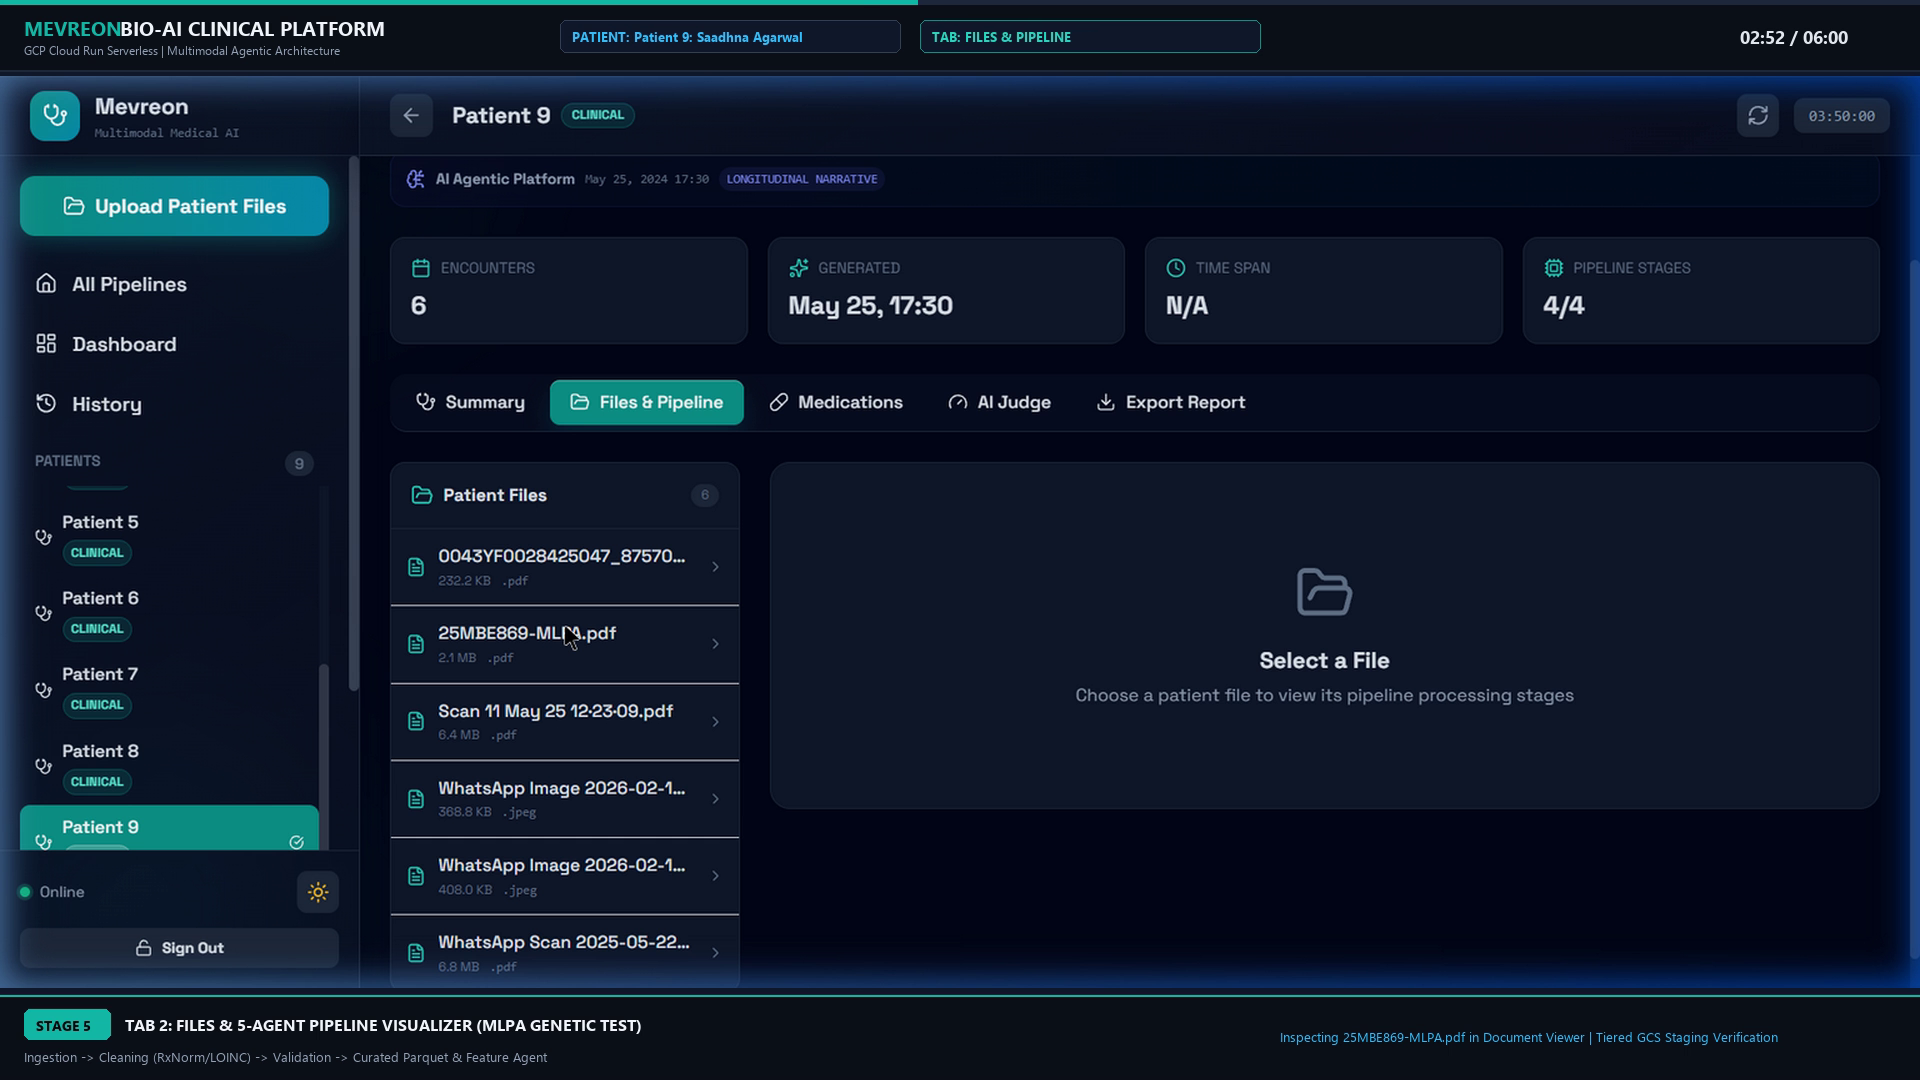 MEVREONBIO-AI CLINICAL PLATFORM
GCP Cloud Run Serverless | Multimodal Agentic Architecture
PATIENT: Patient 9: Saadhna Agarwal
TAB: FILES & PIPELINE
02:52 / 06:00
Mevreon
Multimodal Medical AI
Upload Patient Files
All Pipelines
Dashboard
History
PATIENTS
9
Patient 5
CLINICAL
Patient 6
CLINICAL
Patient 7
CLINICAL
Patient 8
CLINICAL
Patient 9
Online
Sign Out
Patient 9
CLINICAL
03:50:00
AI Agentic Platform May 25, 2024 17:30 LONGITUDINAL NARRATIVE
ENCOUNTERS
6
GENERATED
May 25, 17:30
TIME SPAN
N/A
PIPELINE STAGES
4/4
Summary
Files & Pipeline
Medications
AI Judge
Export Report
Patient Files
6
0043YF0028425047_87570...
232.2 KB .pdf
25MBE869-MLPA.pdf
2.1 MB .pdf
Scan 11 May 25 12·23·09.pdf
6.4 MB .pdf
WhatsApp Image 2026-02-1...
368.8 KB .jpeg
WhatsApp Image 2026-02-1...
408.0 KB .jpeg
WhatsApp Scan 2025-05-22...
6.8 MB .pdf
Select a File
Choose a patient file to view its pipeline processing stages
STAGE 5
TAB 2: FILES & 5-AGENT PIPELINE VISUALIZER (MLPA GENETIC TEST)
Ingestion -> Cleaning (RxNorm/LOINC) -> Validation -> Curated Parquet & Feature Agent
Inspecting 25MBE869-MLPA.pdf in Document Viewer | Tiered GCS Staging Verification